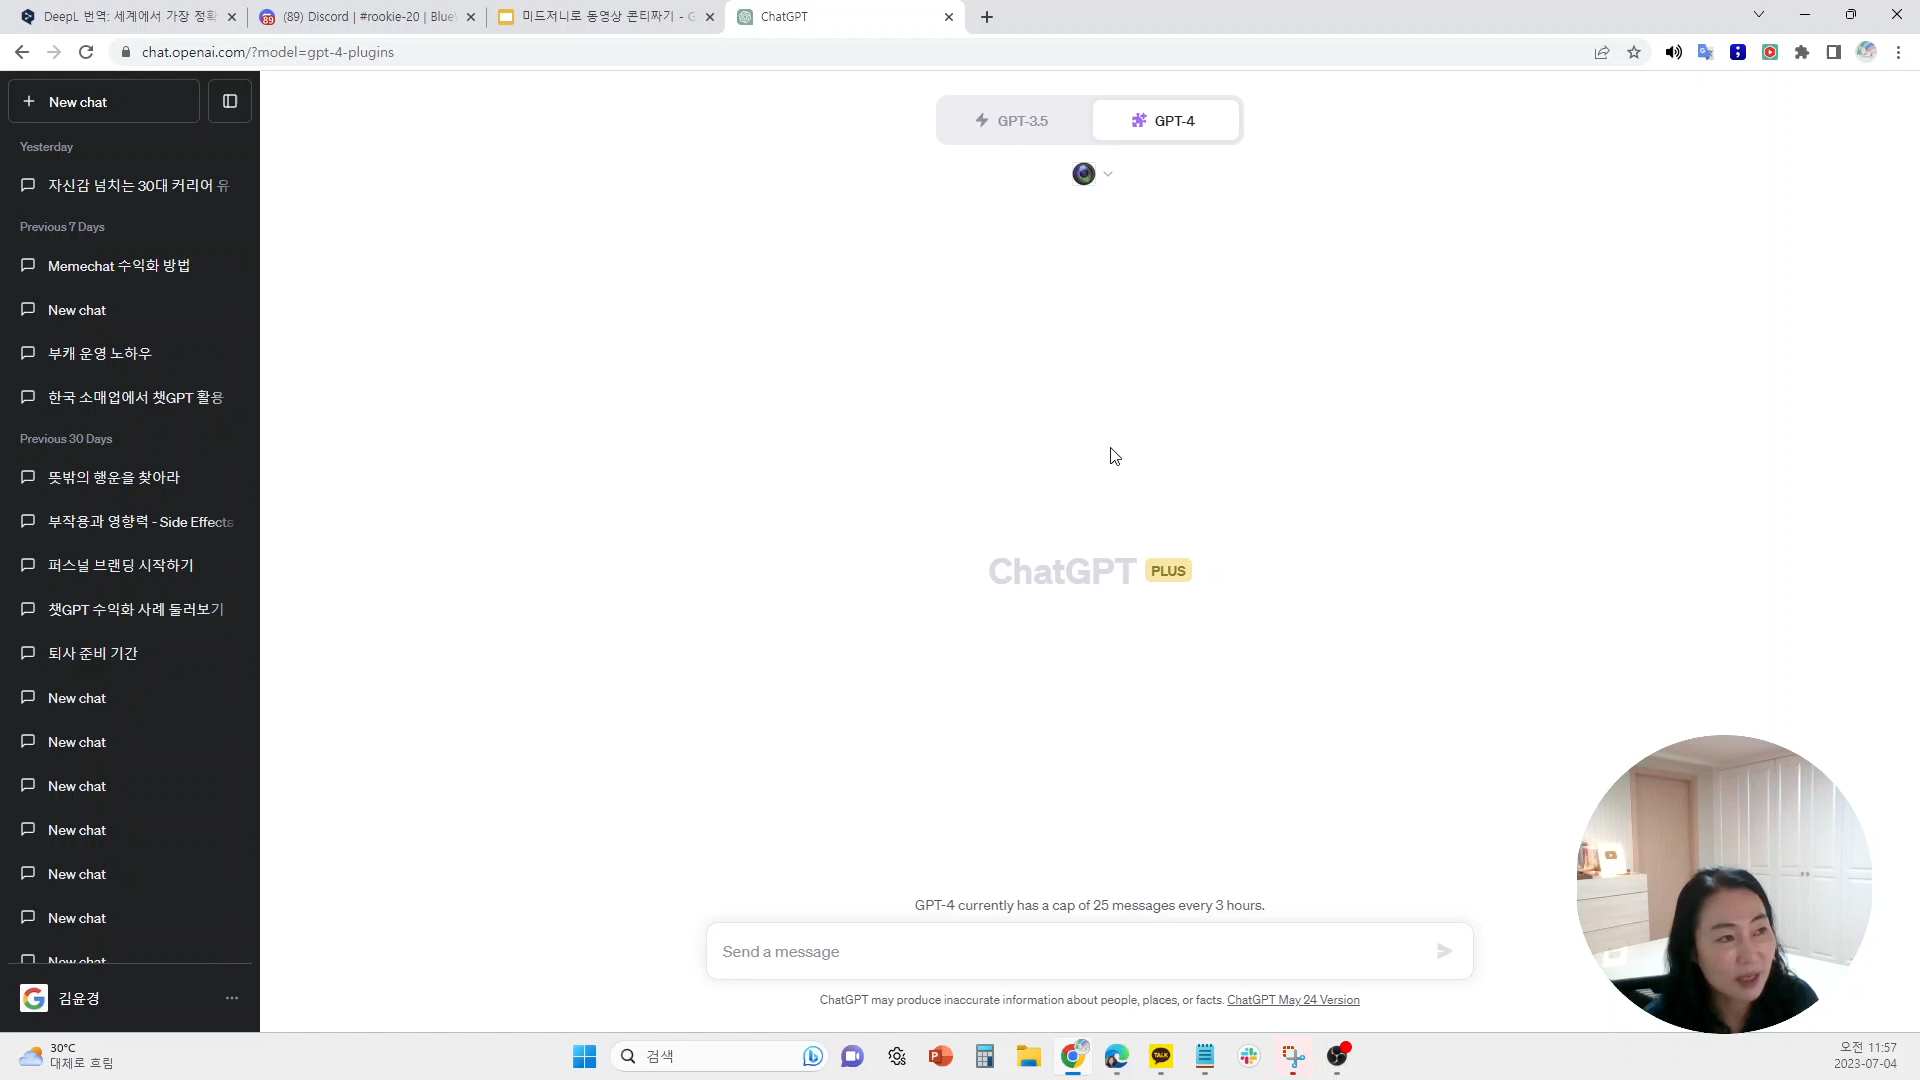 DeepL 번역: 세계에서 가장 정확
(89) Discord | #rookie-20 | Blue
미드저니로 동영상 콘티짜기 - G
ChatGPT
chat.openai.com/?model=gpt-4-plugins
New chat
GPT-3.5
GPT-4
Yesterday
자신감 넘치는 30대 커리어 유
Previous 7 Days
Memechat 수익화 방법
New chat
부캐 운영 노하우
한국 소매업에서 챗GPT 활용
Previous 30 Days
뜻밖의 행운을 찾아라
부작용과 영향력 - Side Effects
퍼스널 브랜딩 시작하기
챗GPT 수익화 사례 둘러보기
퇴사 준비 기간
New chat
New chat
New chat
New chat
New chat
New chat
New chat
김윤경
ChatGPT PLUS
GPT-4 currently has a cap of 25 messages every 3 hours.
Send a message
ChatGPT may produce inaccurate information about people, places, or facts. ChatGPT May 24 Version
30°C
대체로 흐림
검색
TALK
오전 11:57
2023-07-04